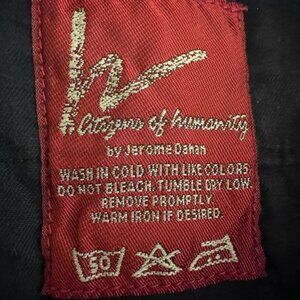 h
Citizens of humanity
by Jerome Dahan
WASH IN COLD WITH LIKE COLORS.
DO NOT BLEACH. TUMBLE DRY LOW.
REMOVE PROMPTLY.
WARM IRON IF DESIRED.
50